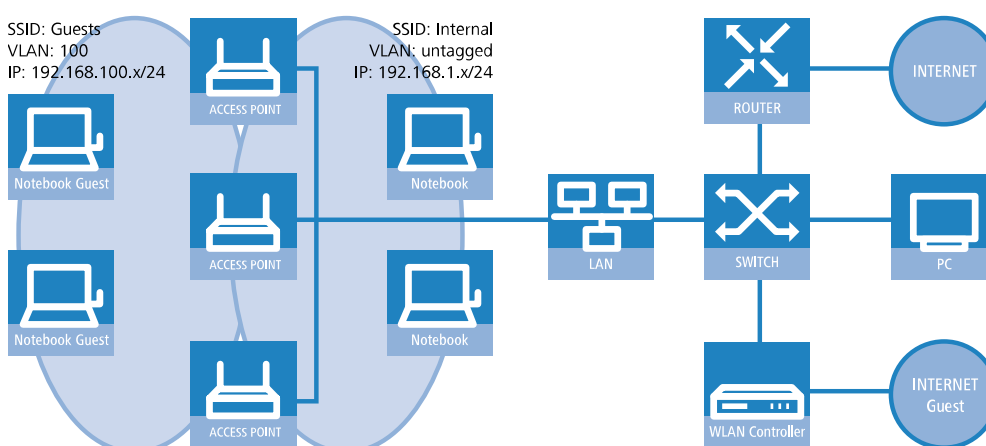 SSID: Guests
VLAN: 100
IP: 192.168.100.x/24
SSID: Internal
VLAN: untagged
IP: 192.168.1.x/24
ACCESS POINT
ROUTER
INTERNET
Notebook Guest
Notebook
ACCESS POINT
LAN
SWITCH
PC
Notebook Guest
Notebook
ACCESS POINT
WLAN Controller
INTERNET
Guest